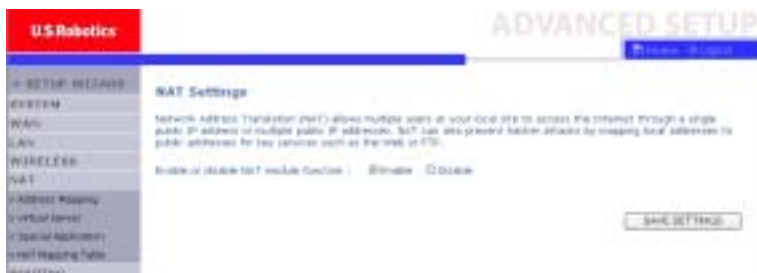 U.S.Robotics
ADVANCED SETUP
Home Logout
» SETUP WIZARD
SYSTEM
WAN
LAN
WIRELESS
NAT
» Address Mapping
» Virtual Server
» Special Application
» NAT Mapping Table
ROUTING
NAT Settings
Network Address Translation (NAT) allows multiple users at your local site to access the Internet through a single
public IP address or multiple public IP addresses. NAT can also prevent hacker attacks by mapping local addresses to
public addresses for key services such as the Web or FTP.
Enable or disable NAT module function : Enable Disable
SAVE SETTINGS